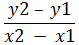 y2 − y1
x2 − x1